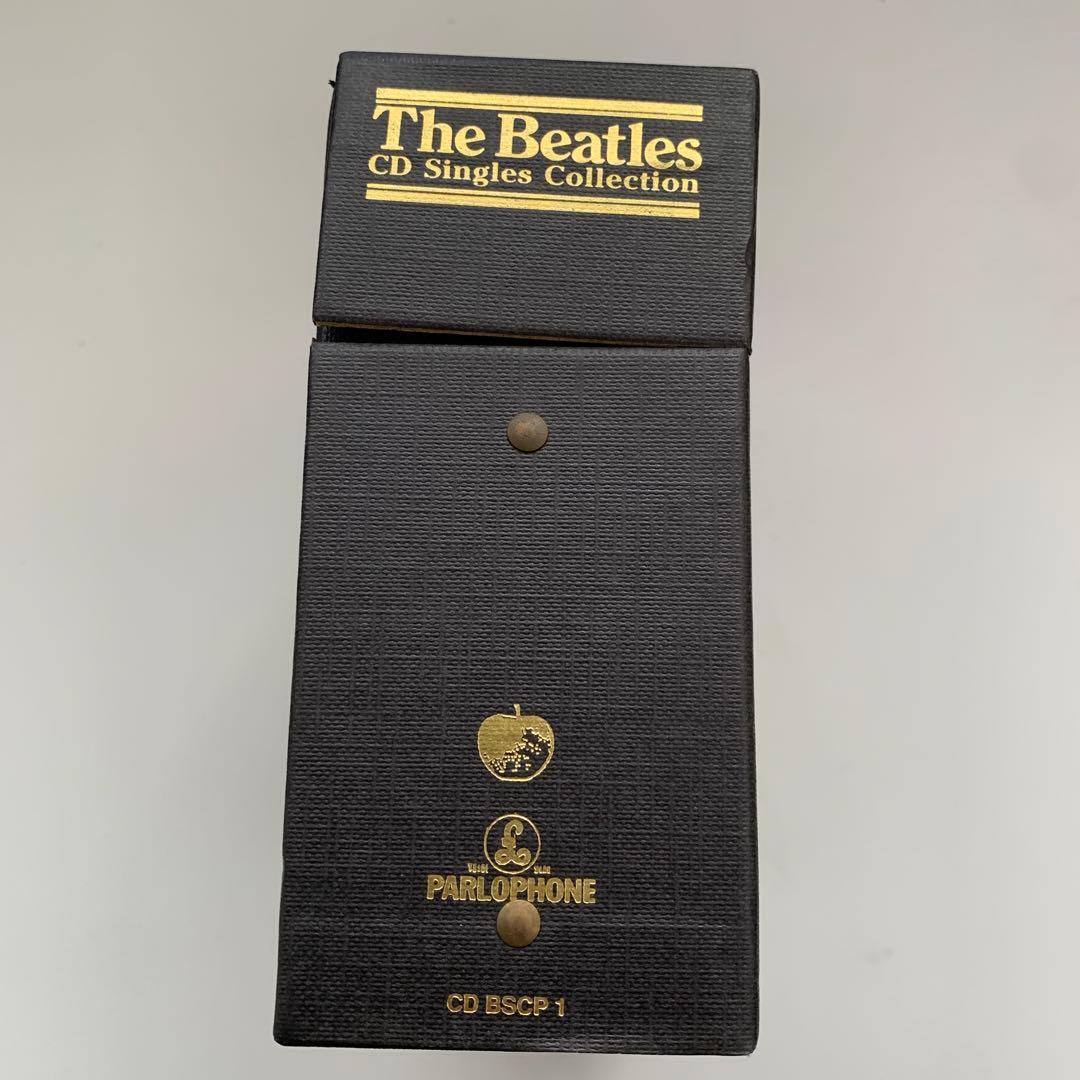 The Beatles
CD Singles Collection
£
PARLOPHONE
CD BSCP 1